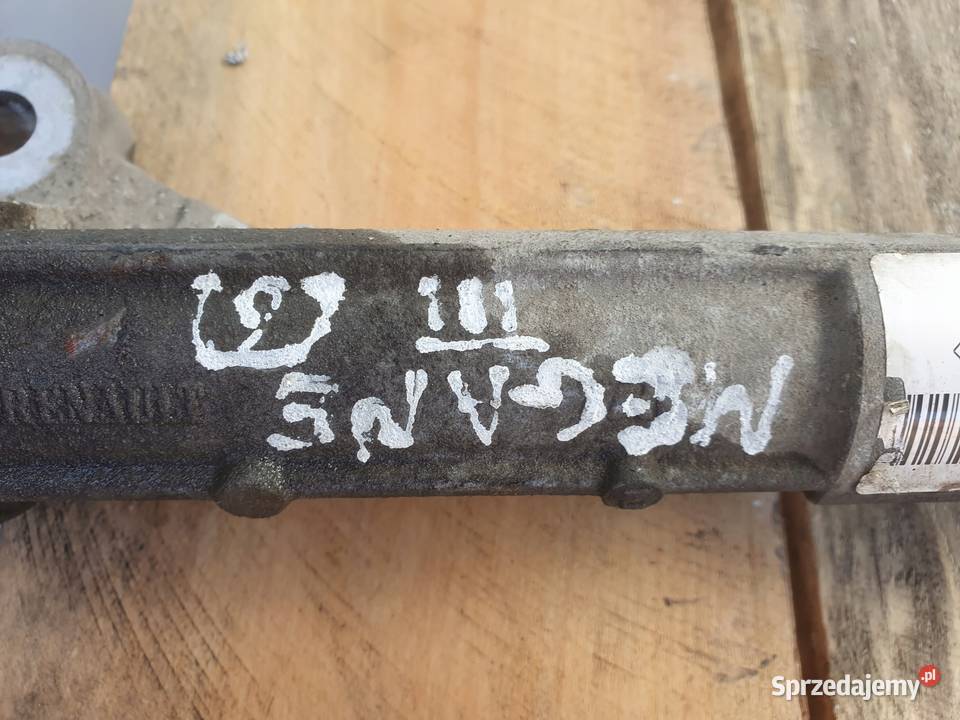 MEGANE
III
RENAULT
Sprzedajemy.pl